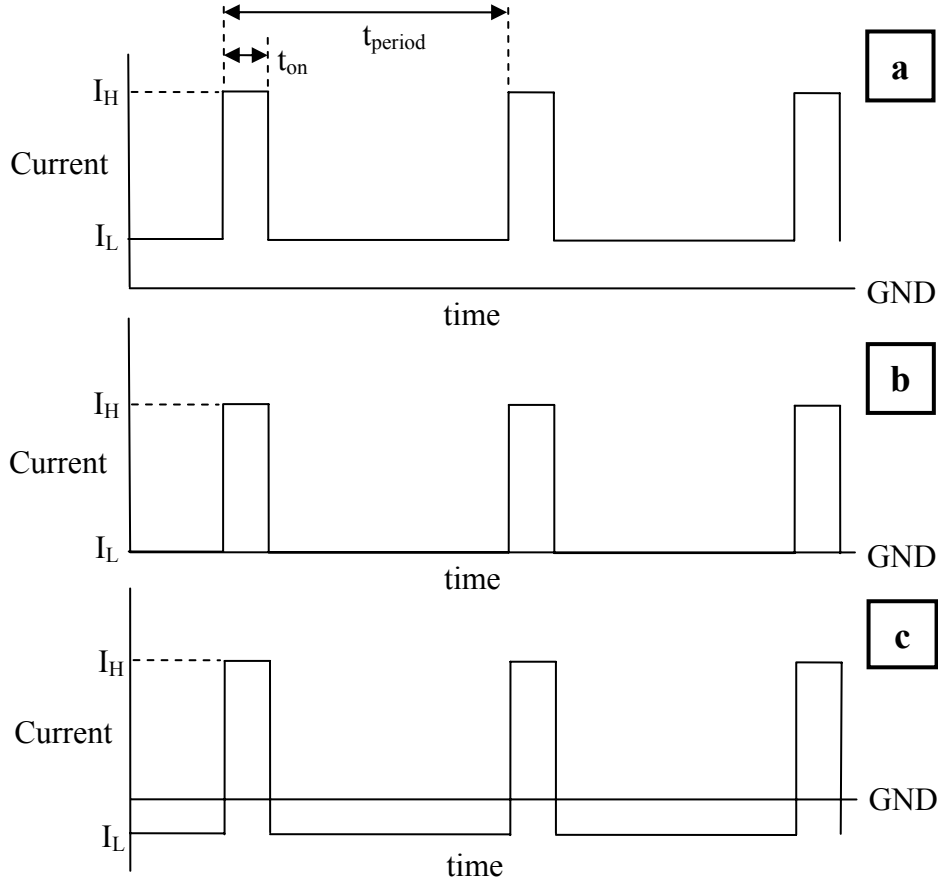 t_period
t_on
a
I_H
Current
I_L
GND
time
b
I_H
Current
I_L
GND
time
c
I_H
Current
GND
I_L
time